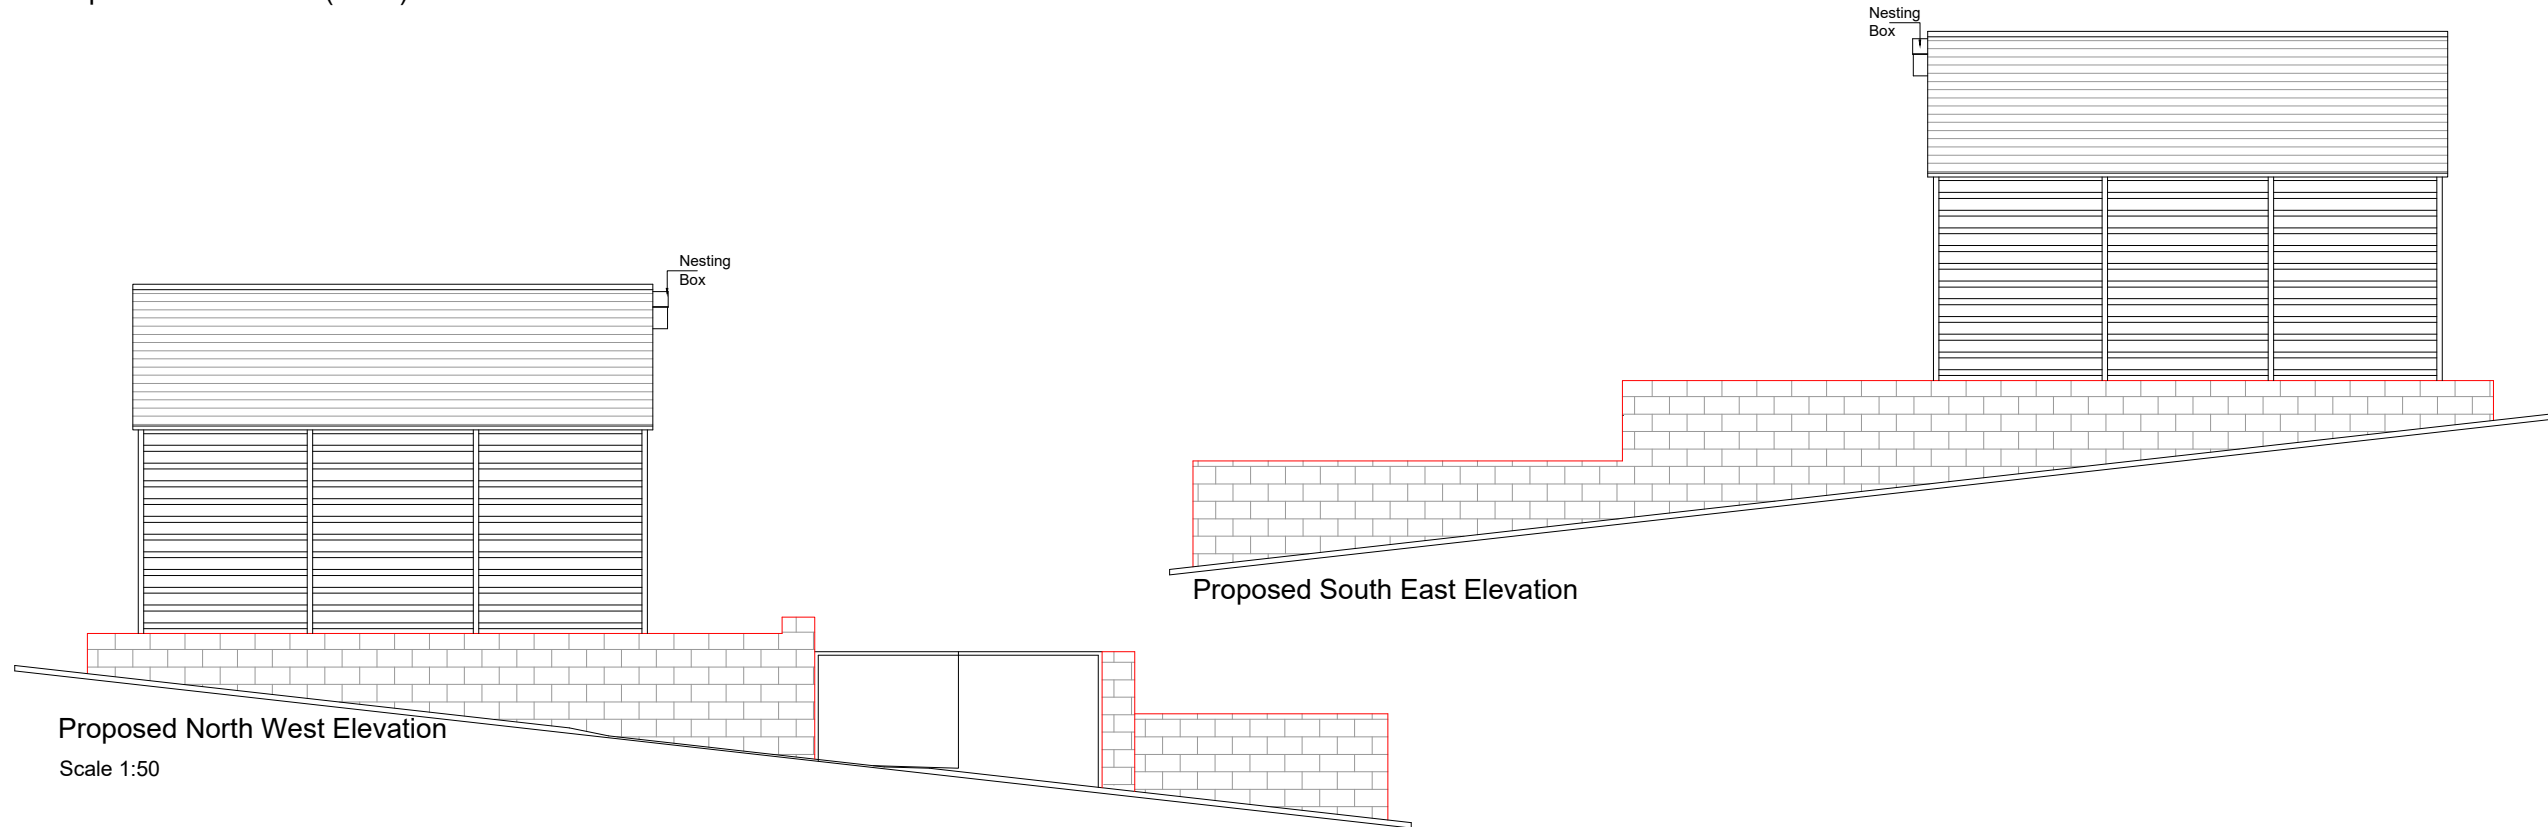 Nesting
Box
Nesting
Box
Proposed South East Elevation
Proposed North West Elevation
Scale 1:50